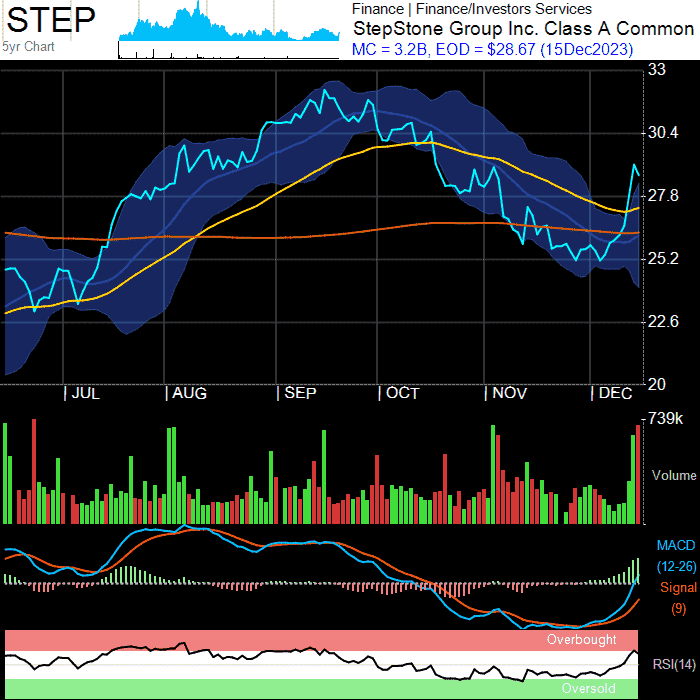 STEP
5yr Chart
Finance | Finance/Investors Services
StepStone Group Inc. Class A Common
MC = 3.2B, EOD = $28.67 (15Dec2023)
33
30.4
27.8
25.2
22.6
20
| JUL | AUG | SEP | OCT | NOV | DEC
739k
Volume
MACD
(12-26)
Signal
(9)
Overbought
RSI(14)
Oversold